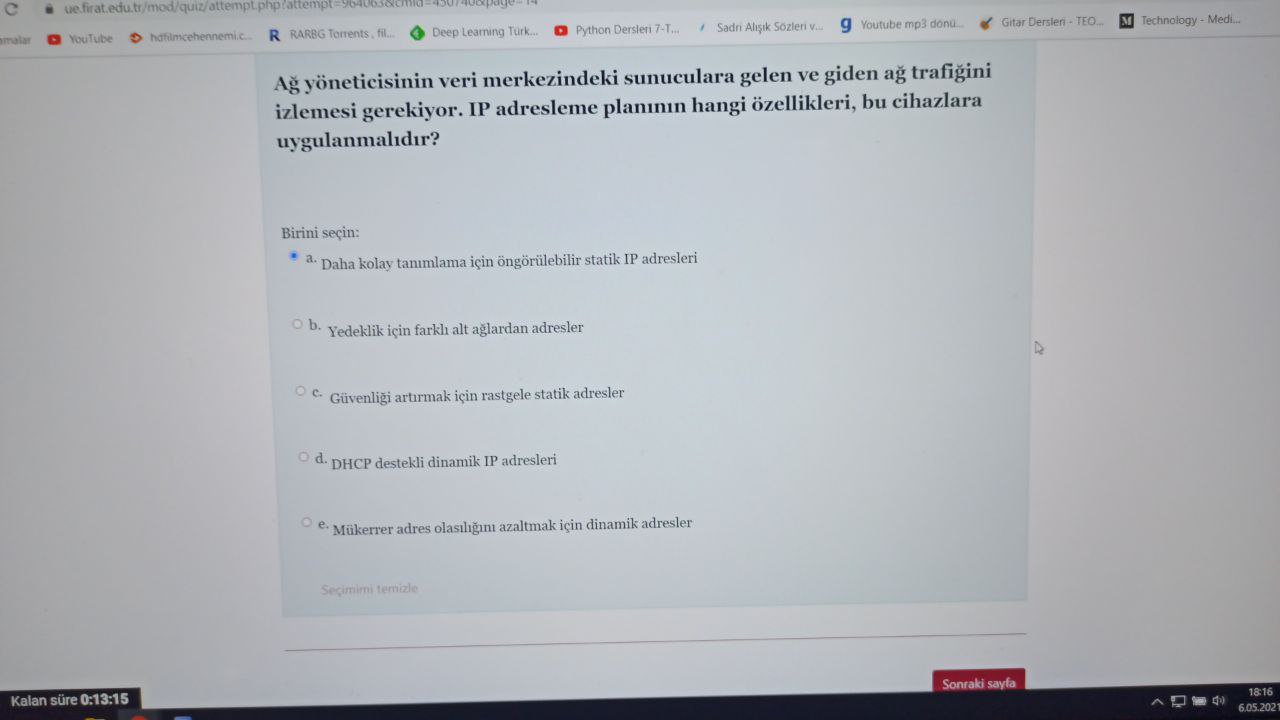 ue.firat.edu.tr/mod/quiz/attempt.php?attempt=964063&cmid=450740&page=14
YouTube hdfilmcehennemi.c... R RARBG Torrents , fil... Deep Learning Türk... Python Dersleri 7-T... Sadri Alışık Sözleri v... g Youtube mp3 dönü... Gitar Dersleri - TEO... M Technology - Medi...
Ağ yöneticisinin veri merkezindeki sunuculara gelen ve giden ağ trafiğini
izlemesi gerekiyor. IP adresleme planının hangi özellikleri, bu cihazlara
uygulanmalıdır?
Birini seçin:
a. Daha kolay tanımlama için öngörülebilir statik IP adresleri
b. Yedeklik için farklı alt ağlardan adresler
c. Güvenliği artırmak için rastgele statik adresler
d. DHCP destekli dinamik IP adresleri
e. Mükerrer adres olasılığını azaltmak için dinamik adresler
Seçimimi temizle
Sonraki sayfa
Kalan süre 0:13:15
18:16
6.05.2021